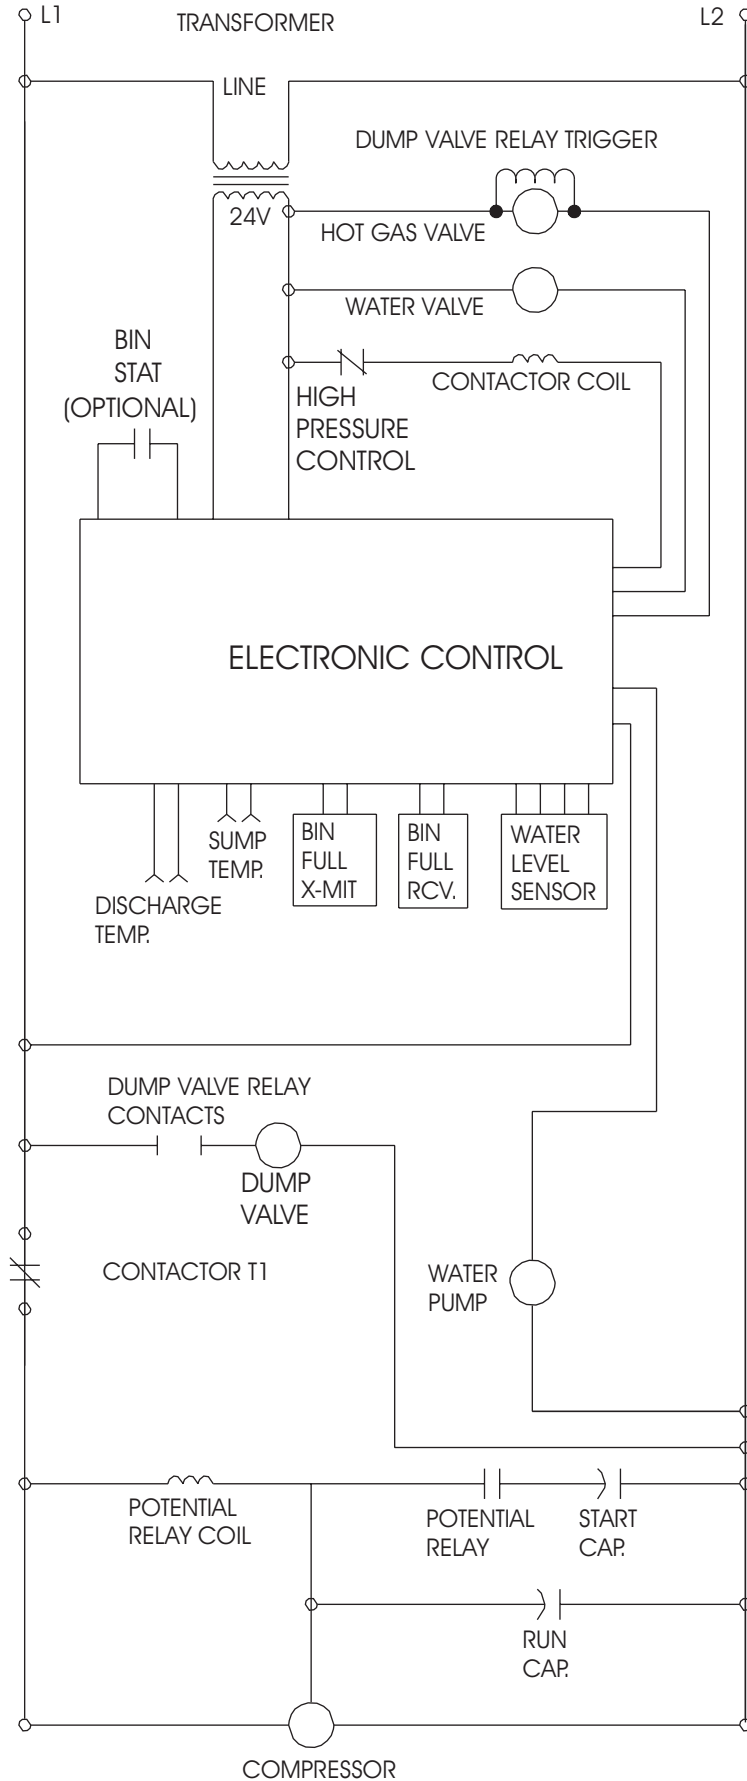 L1
TRANSFORMER
L2
LINE
DUMP VALVE RELAY TRIGGER
24V
HOT GAS VALVE
WATER VALVE
BIN
STAT
(OPTIONAL)
CONTACTOR COIL
HIGH
PRESSURE
CONTROL
ELECTRONIC CONTROL
SUMP
TEMP.
BIN
FULL
X-MIT
BIN
FULL
RCV.
WATER
LEVEL
SENSOR
DISCHARGE
TEMP.
DUMP VALVE RELAY
CONTACTS
DUMP
VALVE
CONTACTOR T1
WATER
PUMP
POTENTIAL
RELAY COIL
POTENTIAL
RELAY
START
CAP.
RUN
CAP.
COMPRESSOR